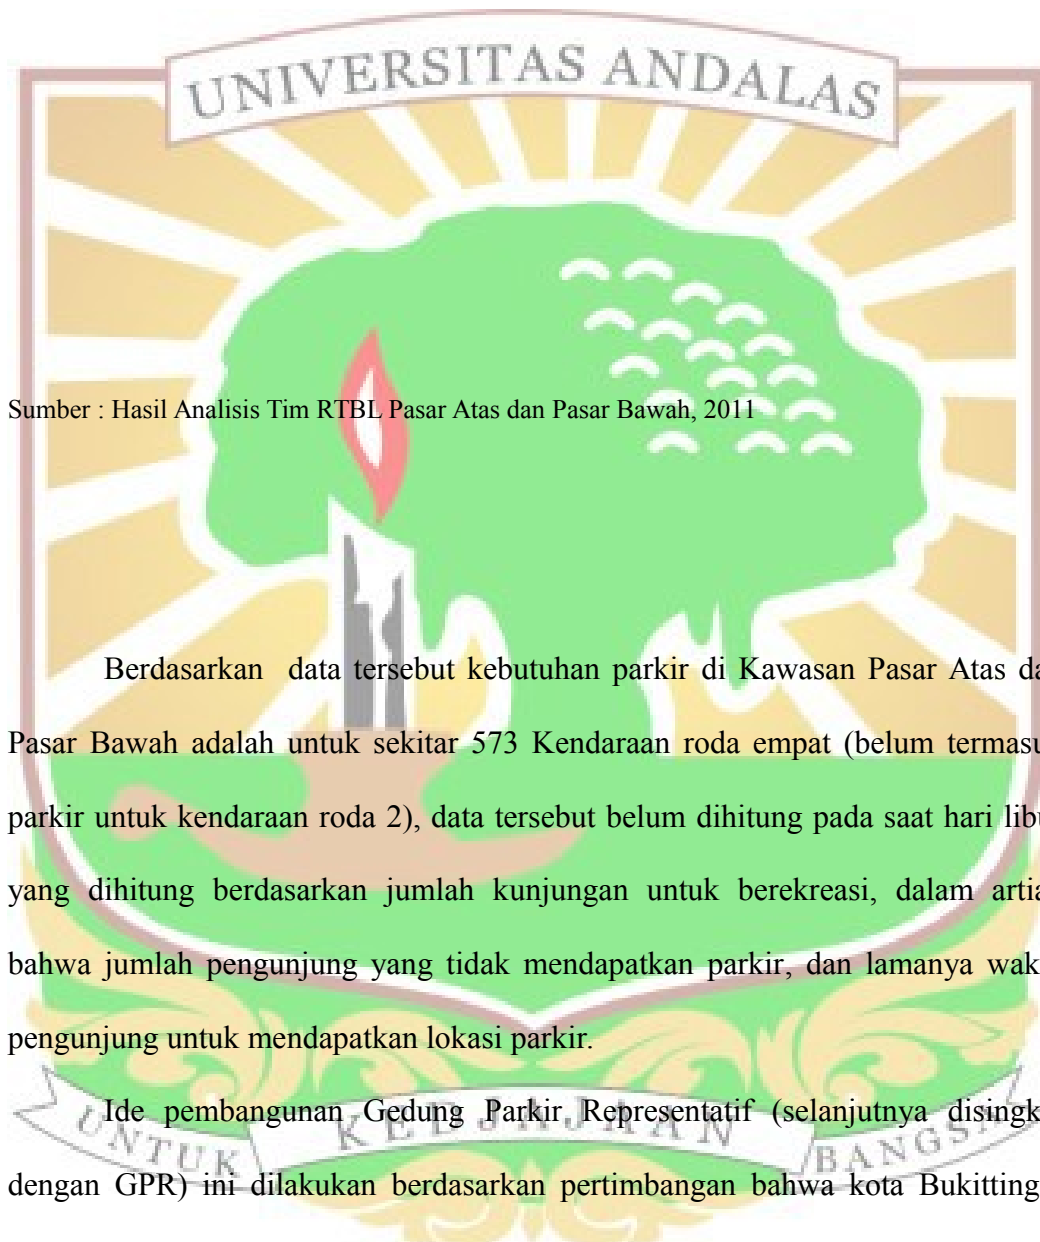 UNIVERSITAS ANDALAS
Sumber : Hasil Analisis Tim RTBL Pasar Atas dan Pasar Bawah, 2011
Berdasarkan data tersebut kebutuhan parkir di Kawasan Pasar Atas da
Pasar Bawah adalah untuk sekitar 573 Kendaraan roda empat (belum termasu
parkir untuk kendaraan roda 2), data tersebut belum dihitung pada saat hari libu
yang dihitung berdasarkan jumlah kunjungan untuk berekreasi, dalam artia
bahwa jumlah pengunjung yang tidak mendapatkan parkir, dan lamanya wak
pengunjung untuk mendapatkan lokasi parkir.
Ide pembangunan Gedung Parkir Representatif (selanjutnya disingk
dengan GPR) ini dilakukan berdasarkan pertimbangan bahwa kota Bukitting
UNTUK KEDJAJAAN BANGSA